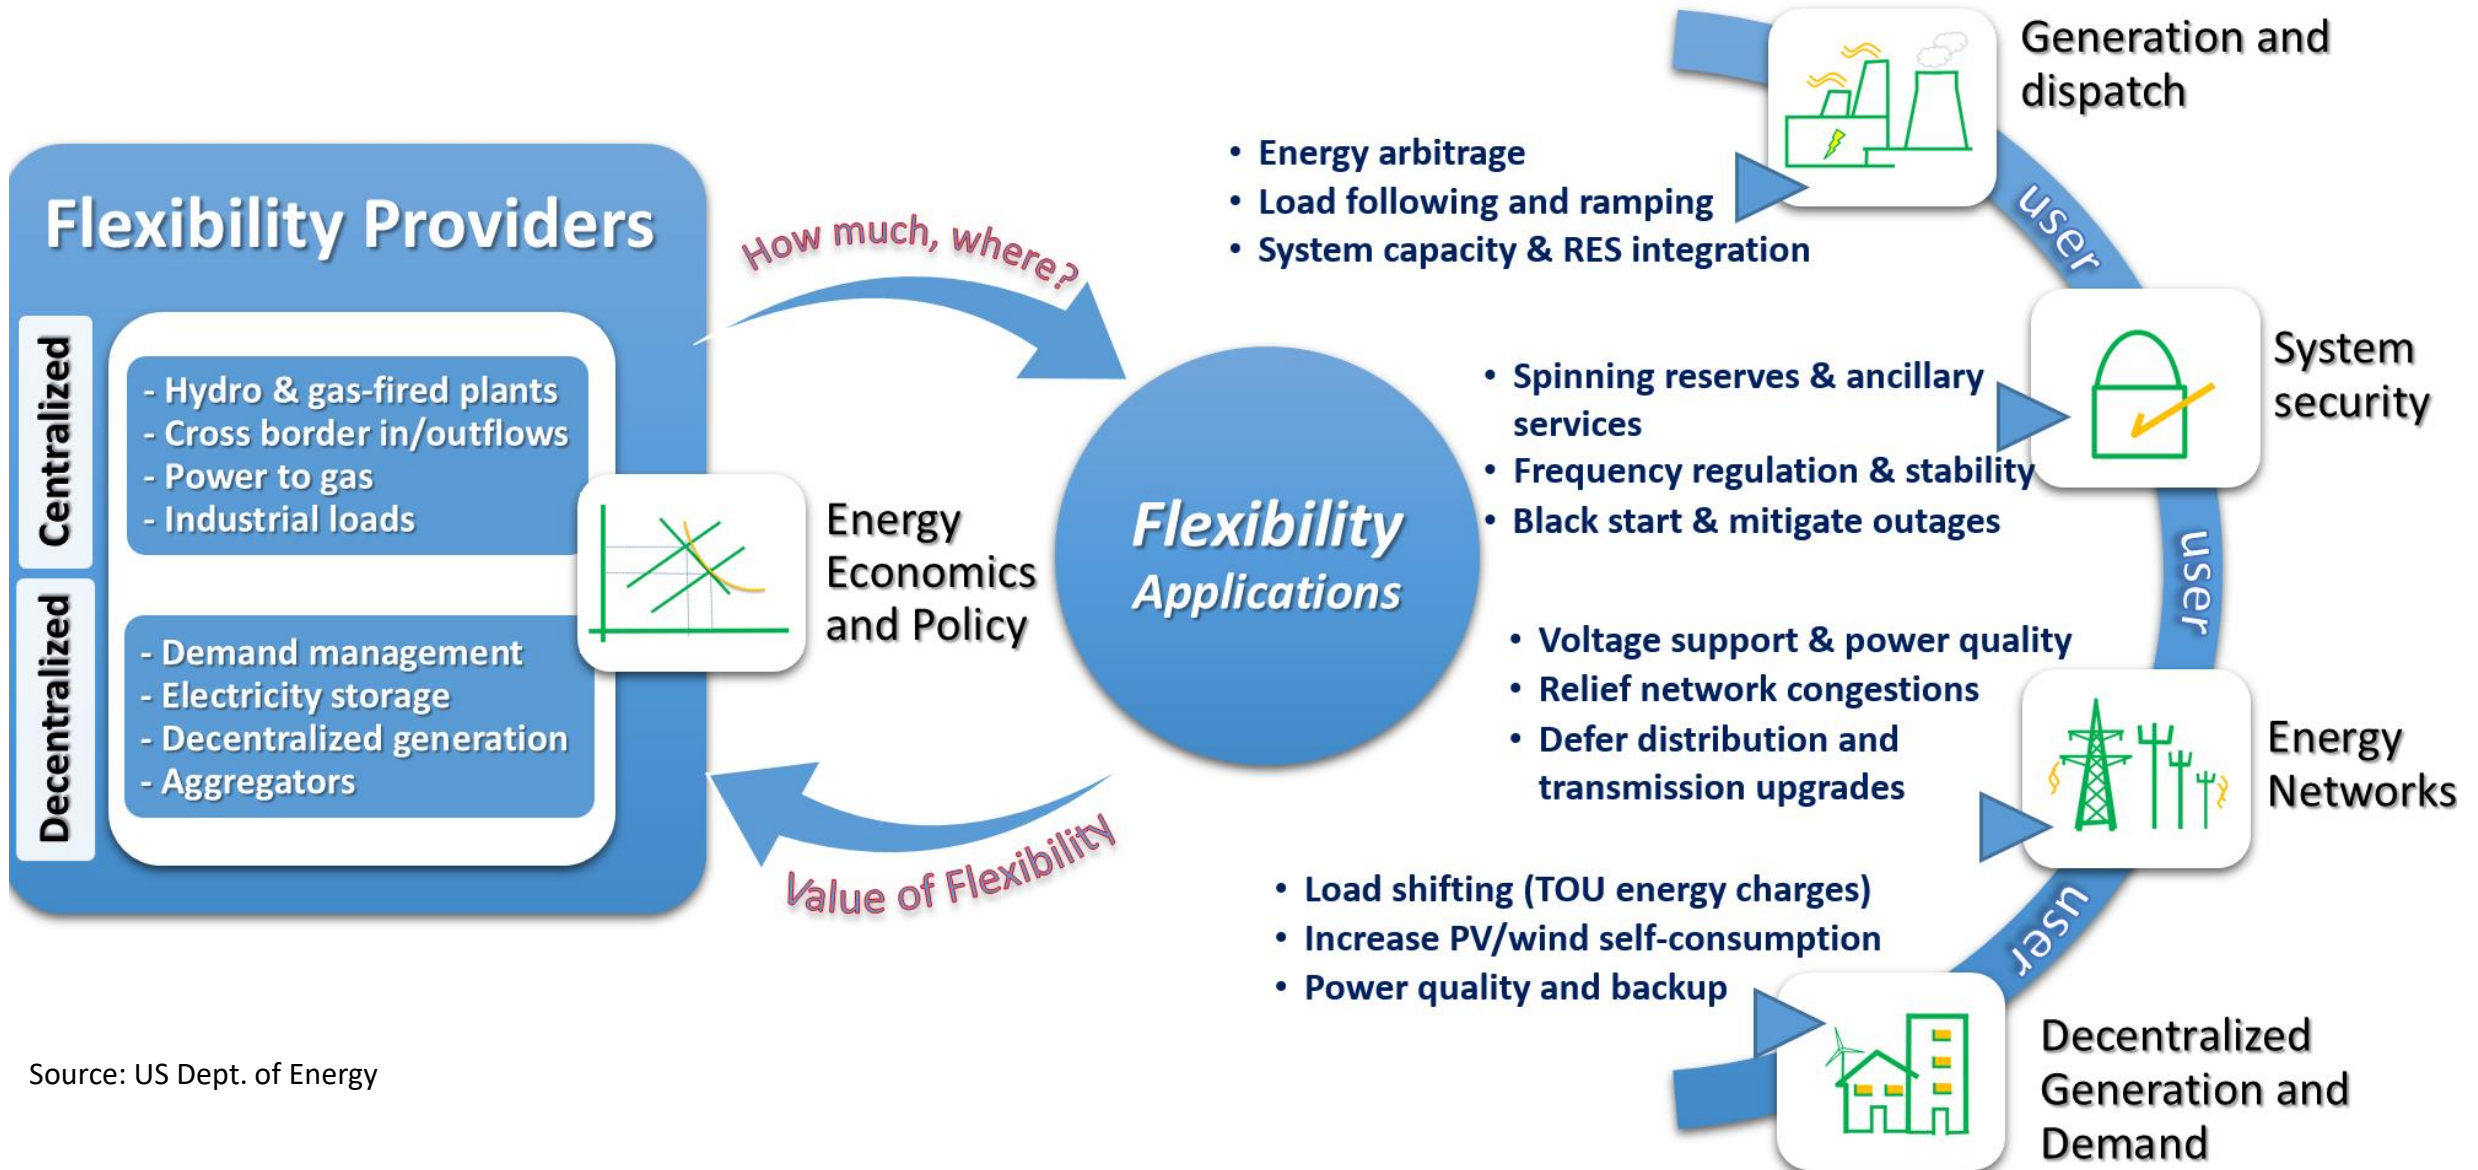 Flexibility Providers
Centralized
- Hydro & gas-fired plants
- Cross border in/outflows
- Power to gas
- Industrial loads
Decentralized
- Demand management
- Electricity storage
- Decentralized generation
- Aggregators
Energy
Economics
and Policy
How much, where?
Value of Flexibility
Flexibility
Applications
• Energy arbitrage
• Load following and ramping
• System capacity & RES integration
Generation and
dispatch
user
• Spinning reserves & ancillary
services
• Frequency regulation & stability
• Black start & mitigate outages
System
security
user
• Voltage support & power quality
• Relief network congestions
• Defer distribution and
transmission upgrades
Energy
Networks
user
• Load shifting (TOU energy charges)
• Increase PV/wind self-consumption
• Power quality and backup
Decentralized
Generation and
Demand
Source: US Dept. of Energy